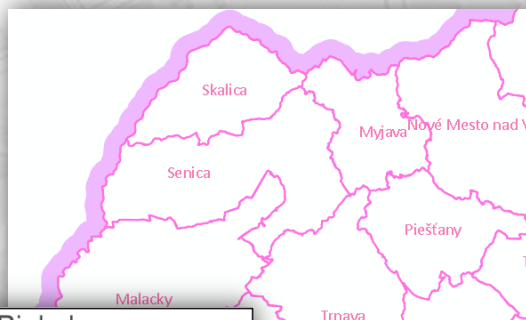 Skalica
Myjava
Nové Mesto nad
Senica
Piešťany
Malacky
Trnava